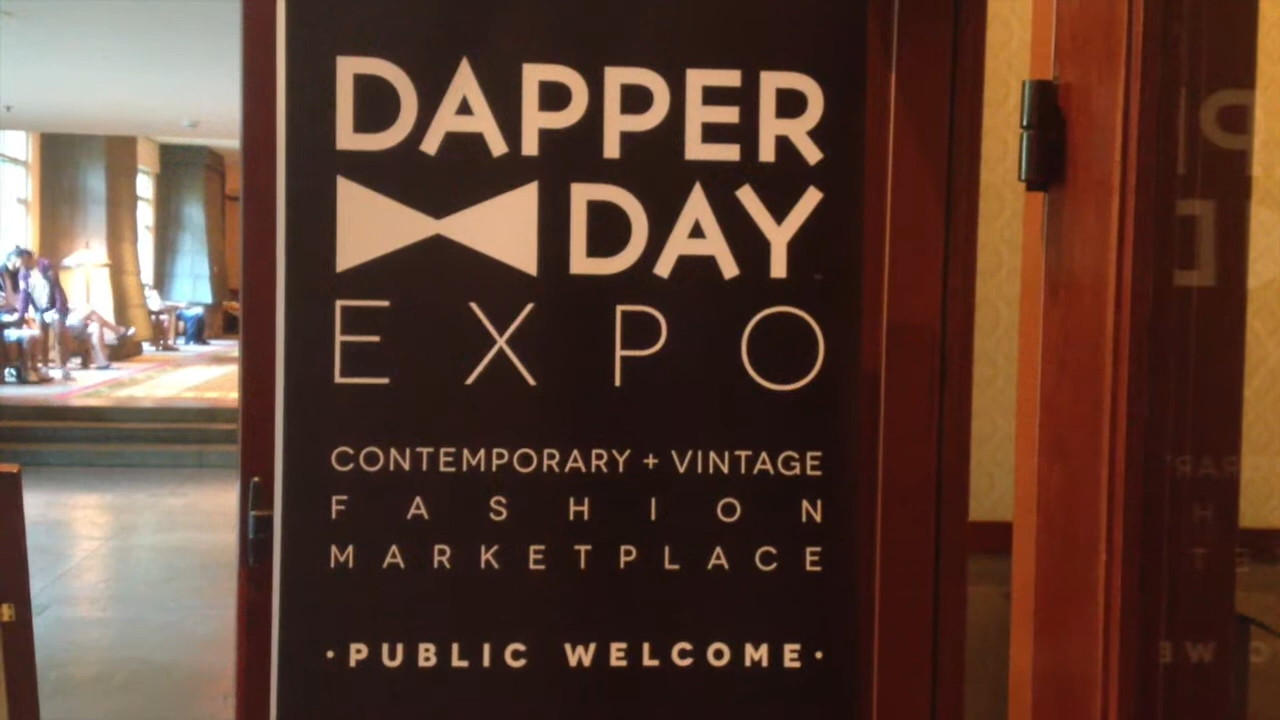 DAPPER
DAY
EXPO
CONTEMPORARY + VINTAGE
FASHION
MARKETPLACE
·PUBLIC WELCOME·